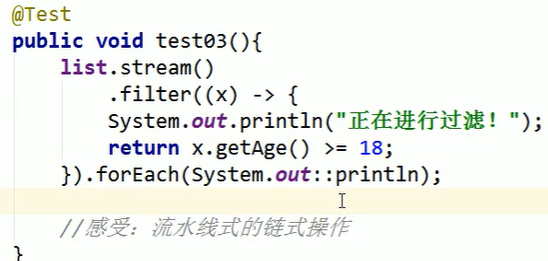 @Test
public void test03(){
list.stream()
.filter((x) -> {
System.out.println("正在进行过滤！");
return x.getAge() >= 18;
}).forEach(System.out::println);
//感受：流水线式的链式操作
}